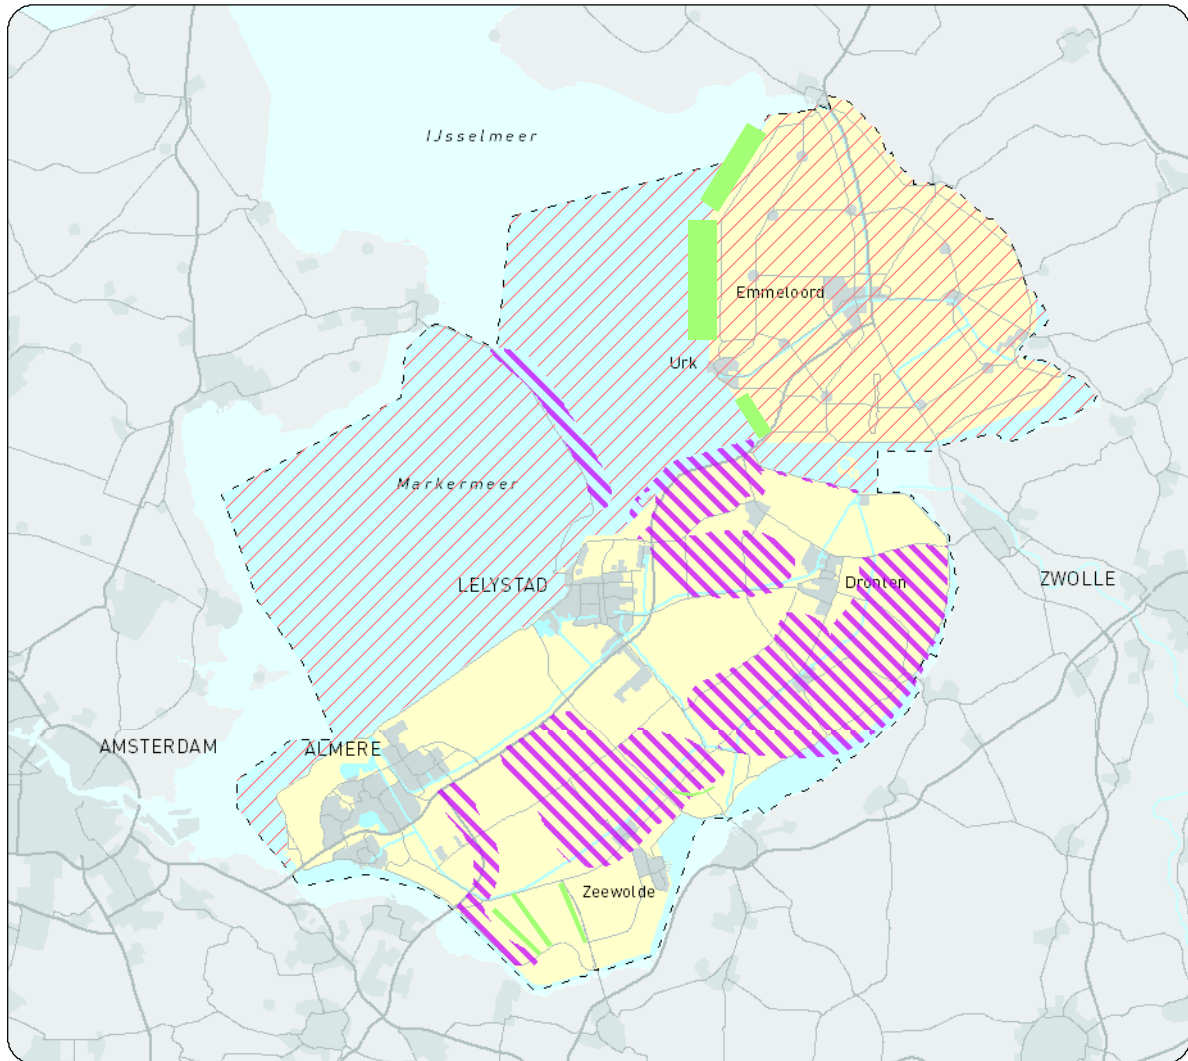 IJsselmeer
Emmeloord
Urk
Markermeer
LELYSTAD
Dronten
ZWOLLE
AMSTERDAM
ALMERE
Zeewolde